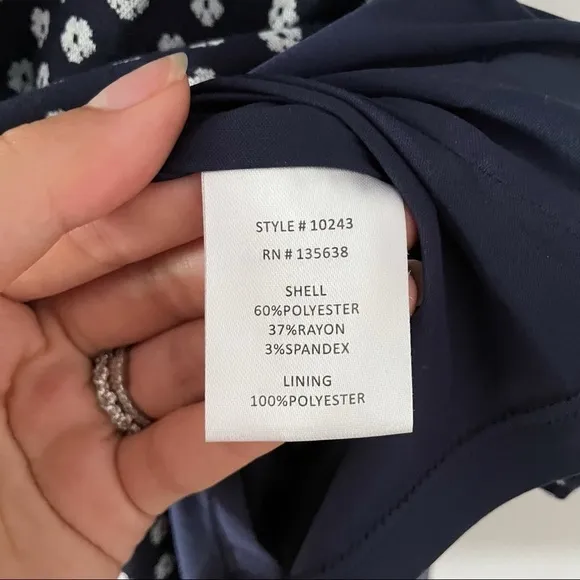 STYLE # 10243
RN # 135638
SHELL
60%POLYESTER
37%RAYON
3%SPANDEX
LINING
100%POLYESTER